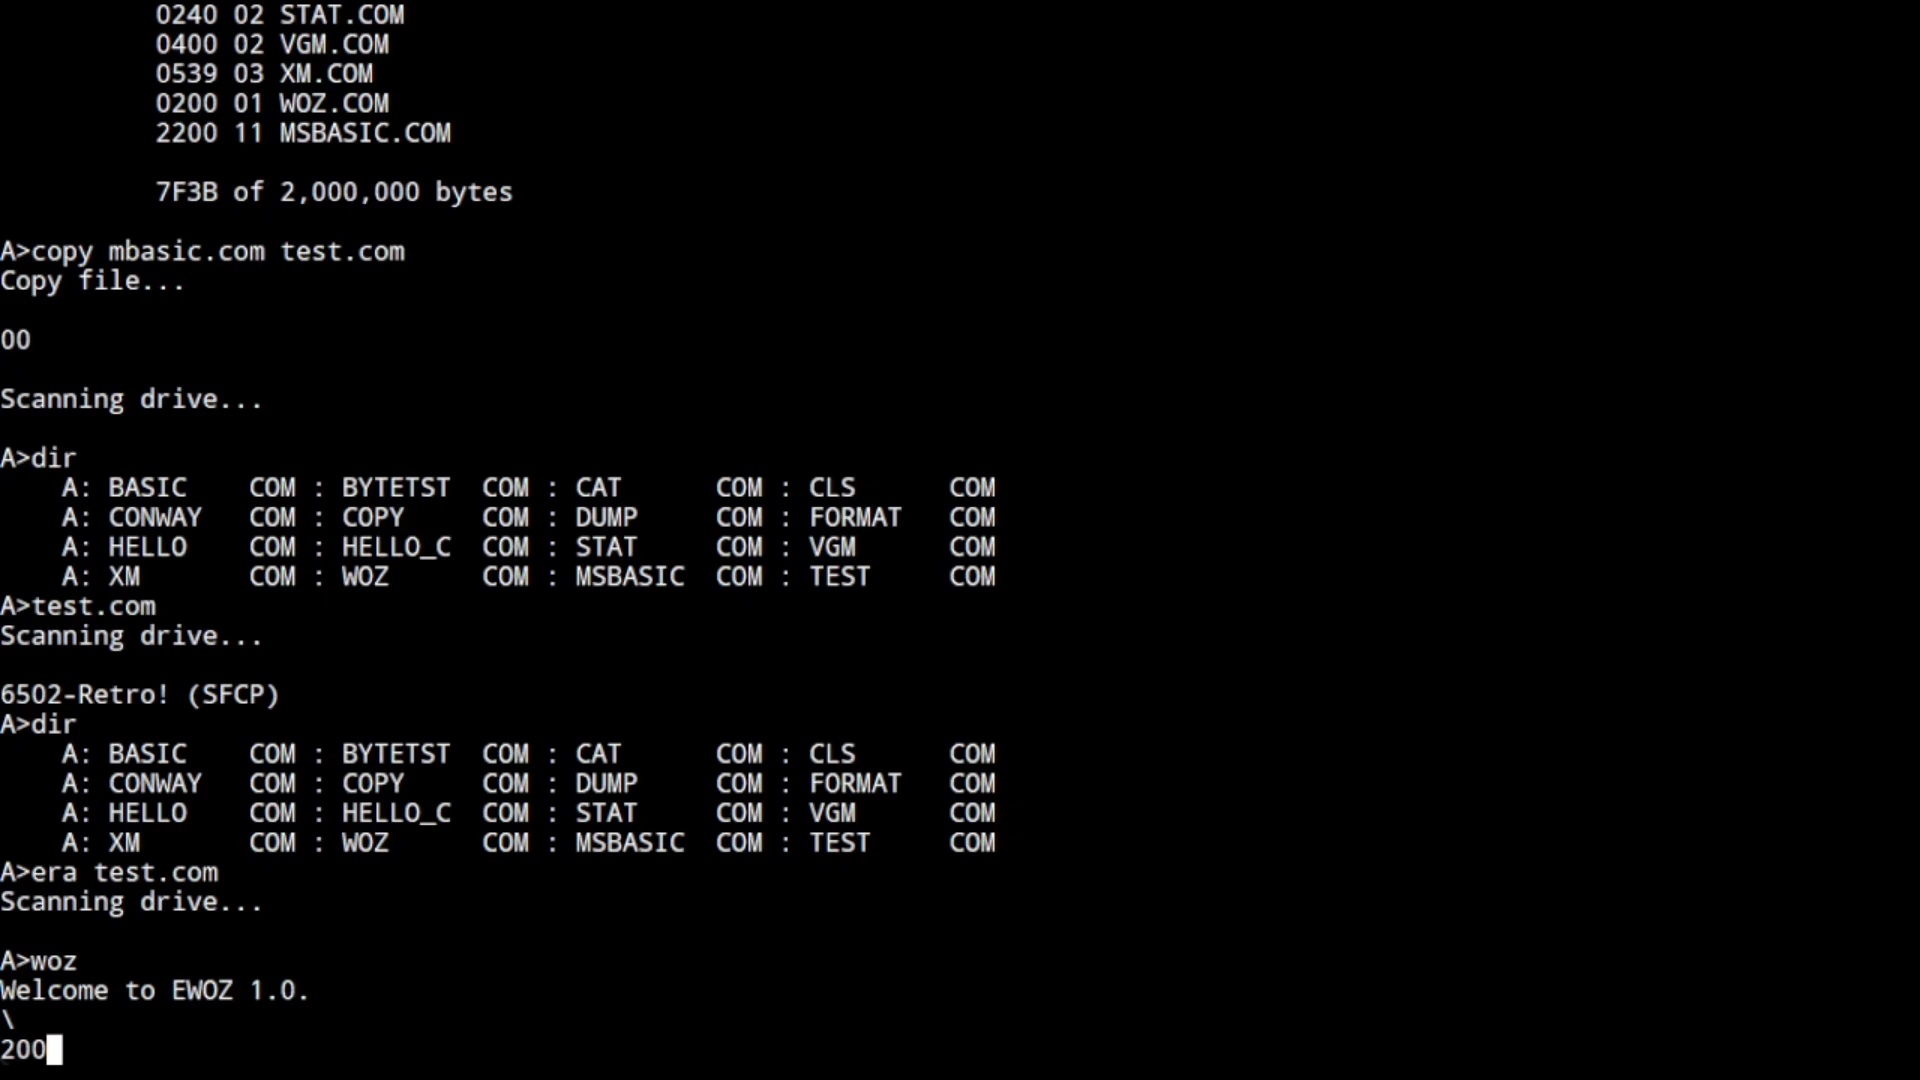 0240 02 STAT.COM
0400 02 VGM.COM
0539 03 XM.COM
0200 01 WOZ.COM
2200 11 MSBASIC.COM
7F3B of 2,000,000 bytes
A>copy mbasic.com test.com
Copy file...
00
Scanning drive...
A>dir
A: BASIC    COM : BYTETST  COM : CAT      COM : CLS      COM
A: CONWAY   COM : COPY     COM : DUMP     COM : FORMAT   COM
A: HELLO    COM : HELLO_C  COM : STAT     COM : VGM      COM
A: XM       COM : WOZ      COM : MSBASIC  COM : TEST     COM
A>test.com
Scanning drive...
6502-Retro! (SFCP)
A>dir
A: BASIC    COM : BYTETST  COM : CAT      COM : CLS      COM
A: CONWAY   COM : COPY     COM : DUMP     COM : FORMAT   COM
A: HELLO    COM : HELLO_C  COM : STAT     COM : VGM      COM
A: XM       COM : WOZ      COM : MSBASIC  COM : TEST     COM
A>era test.com
Scanning drive...
A>woz
Welcome to EWOZ 1.0.
\
200